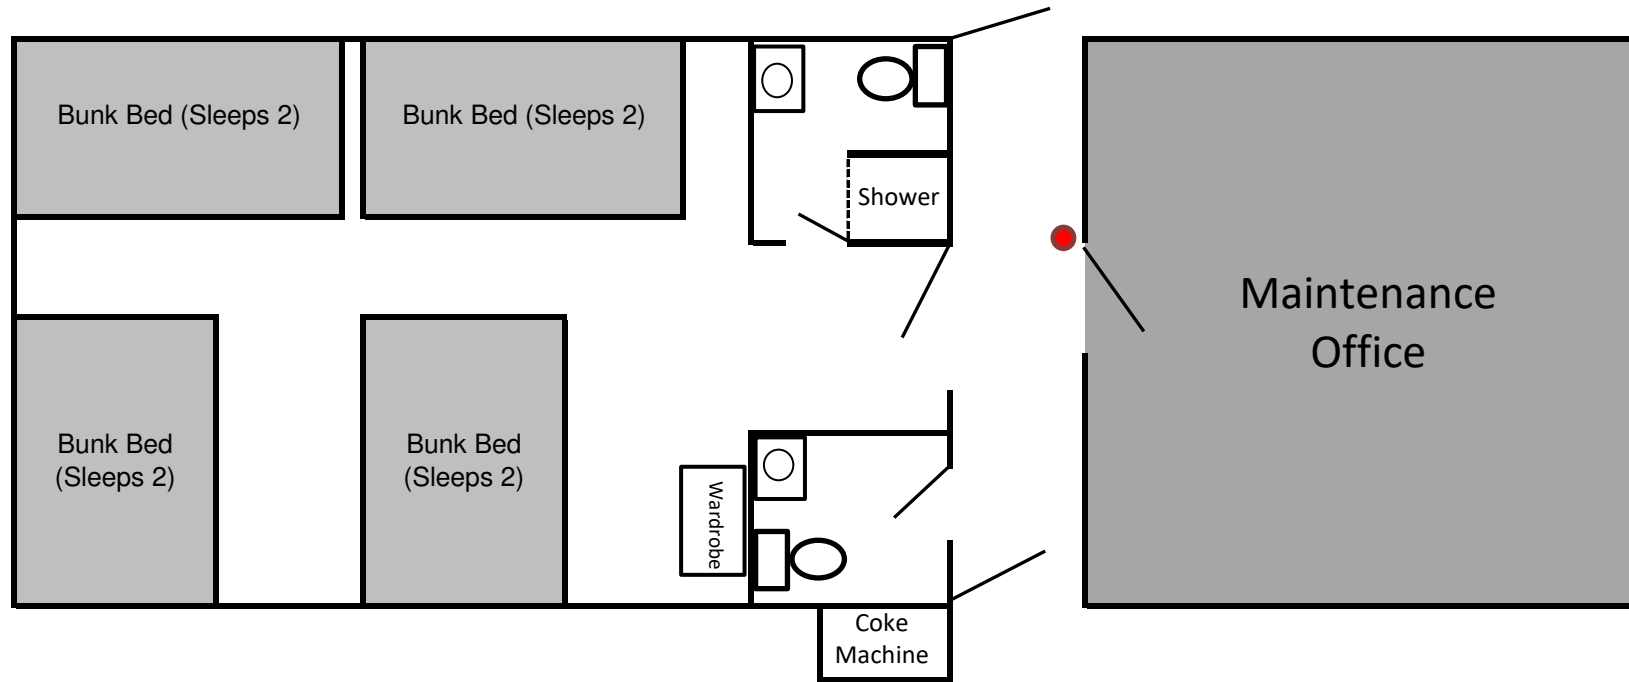 Bunk Bed (Sleeps 2)
Bunk Bed (Sleeps 2)
Shower
Maintenance
Office
Bunk Bed
(Sleeps 2)
Bunk Bed
(Sleeps 2)
Wardrobe
Coke
Machine